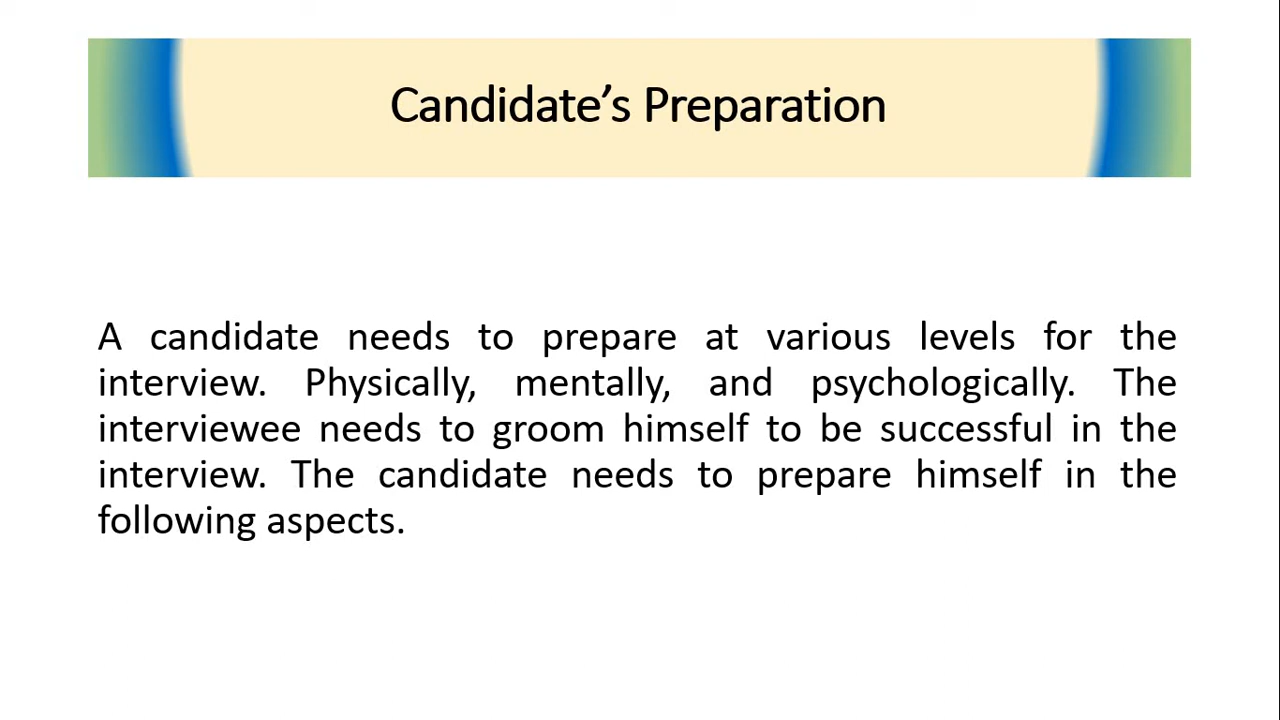 Candidate’s Preparation
A candidate needs to prepare at various levels for the
interview. Physically, mentally, and psychologically. The
interviewee needs to groom himself to be successful in the
interview. The candidate needs to prepare himself in the
following aspects.